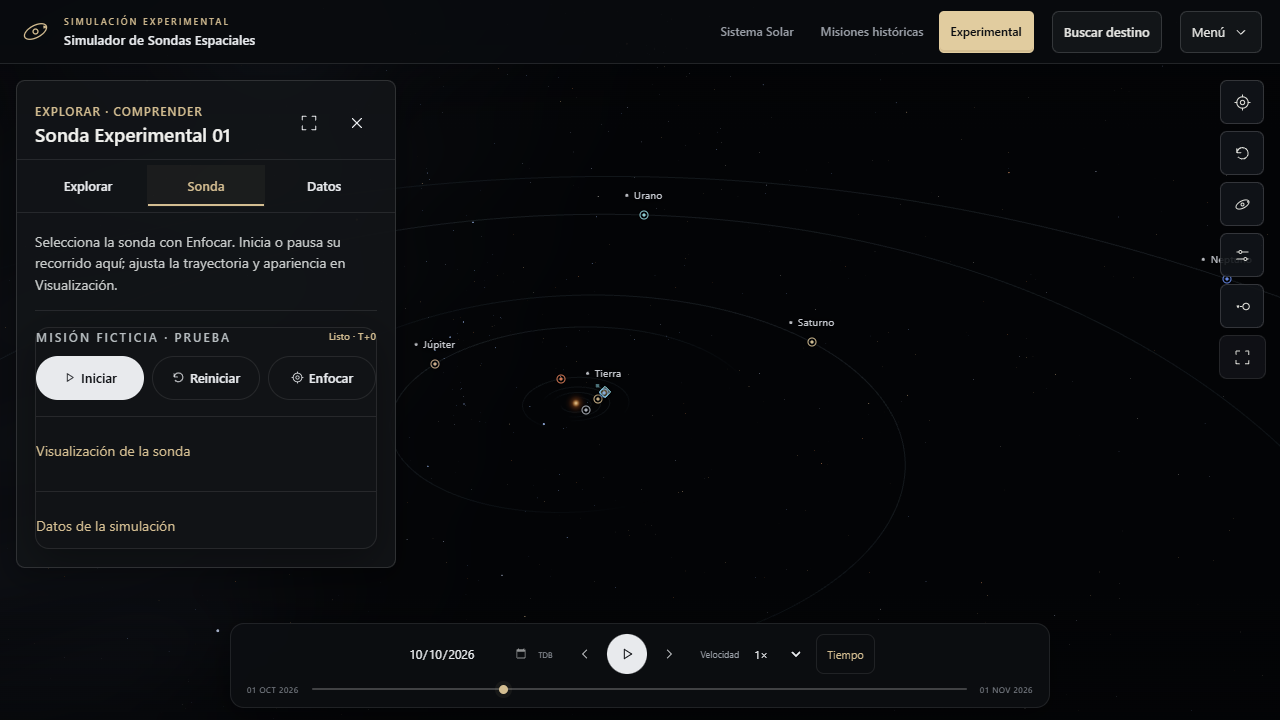 SIMULACIÓN EXPERIMENTAL
Simulador de Sondas Espaciales
Sistema Solar
Misiones históricas
Experimental
Buscar destino
Menú
EXPLORAR · COMPRENDER
Sonda Experimental 01
Explorar
Sonda
Datos
Selecciona la sonda con Enfocar. Inicia o pausa su
recorrido aquí; ajusta la trayectoria y apariencia en
Visualización.
MISIÓN FICTICIA · PRUEBA
Listo · T+0
Iniciar
Reiniciar
Enfocar
Visualización de la sonda
Datos de la simulación
Urano
Saturno
Júpiter
Tierra
10/10/2026
TDB
Velocidad
1×
Tiempo
01 OCT 2026
01 NOV 2026